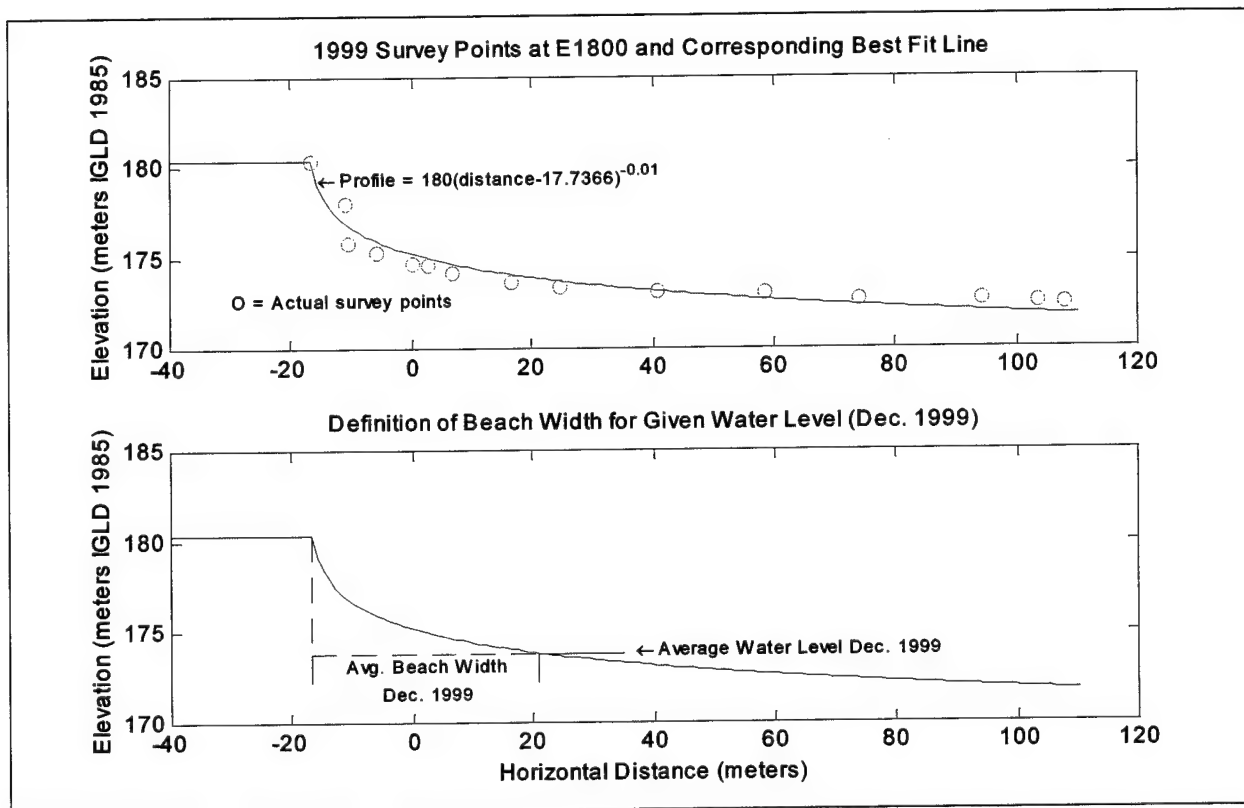 1999 Survey Points at E1800 and Corresponding Best Fit Line
Elevation (meters IGLD 1985)
185
180
175
170
← Profile = 180(distance-17.7366)^-0.01
O = Actual survey points
-40 -20 0 20 40 60 80 100 120
Definition of Beach Width for Given Water Level (Dec. 1999)
Elevation (meters IGLD 1985)
185
180
175
170
← Average Water Level Dec. 1999
Avg. Beach Width
Dec. 1999
-40 -20 0 20 40 60 80 100 120
Horizontal Distance (meters)